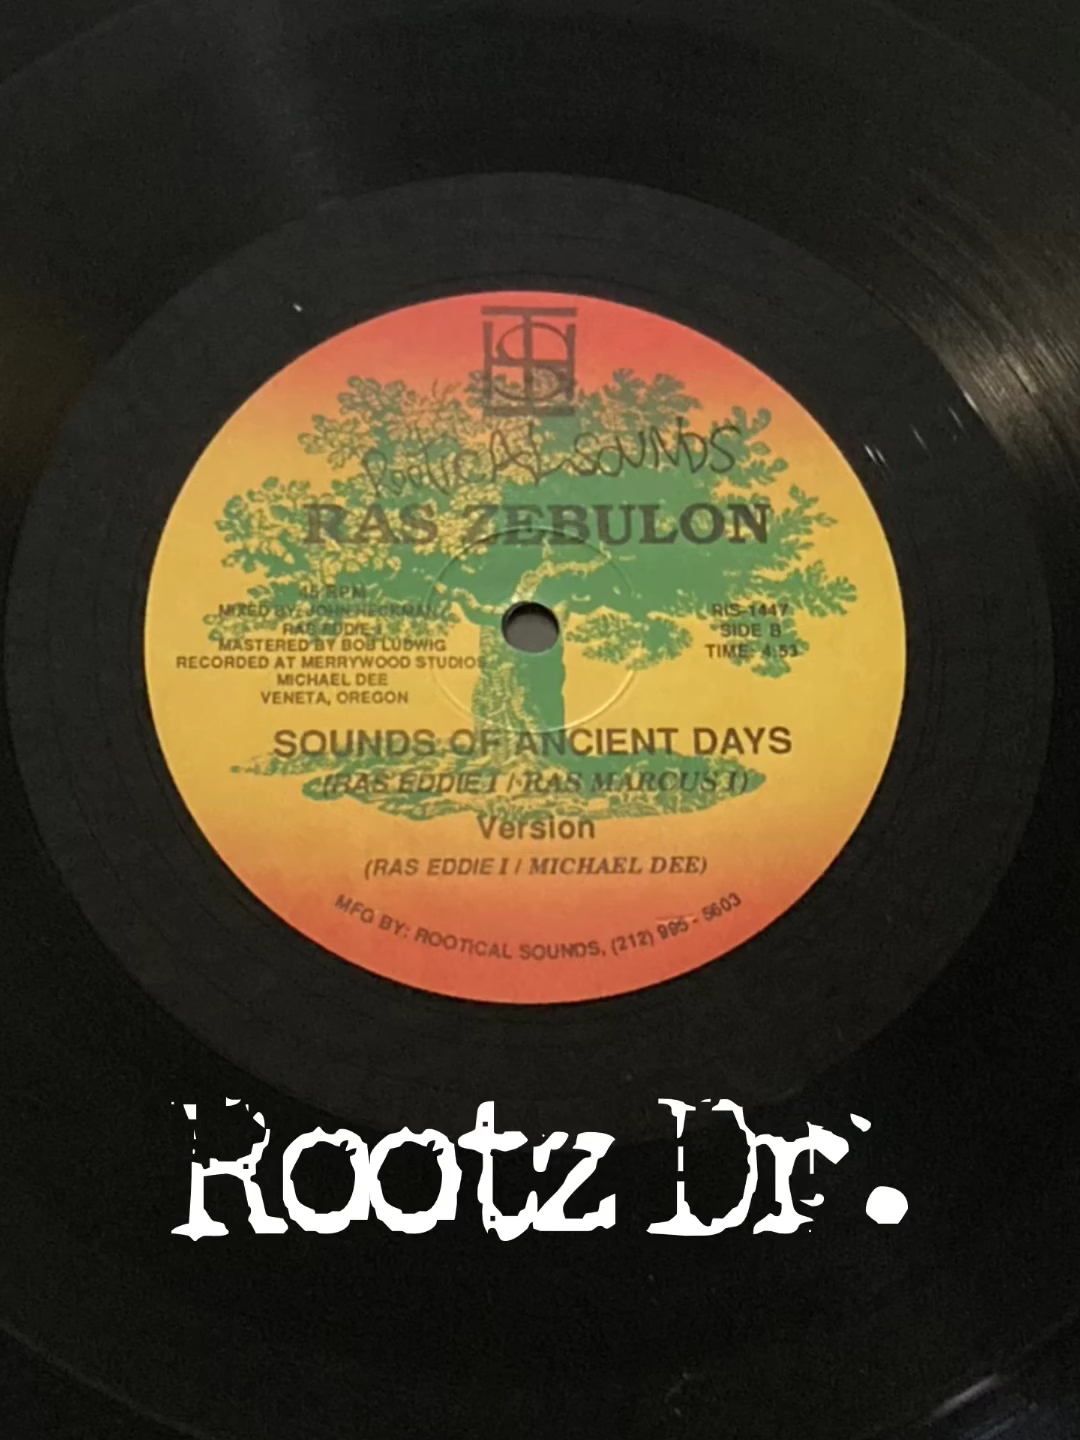 RootiCAL SOUNDS
RAS ZEBULON
45 RPM
MIXED BY: JOHN HECKMAN /
RAS EDDIE I
MASTERED BY BOB LUDWIG
RECORDED AT MERRYWOOD STUDIOS
MICHAEL DEE
VENETA, OREGON
RIS-1447
SIDE B
TIME: 4:53
SOUNDS OF ANCIENT DAYS
(RAS EDDIE I / RAS MARCUS I)
Version
(RAS EDDIE I / MICHAEL DEE)
MFG BY: ROOTICAL SOUNDS, (212) 995 - 5603
Rootz Dr.